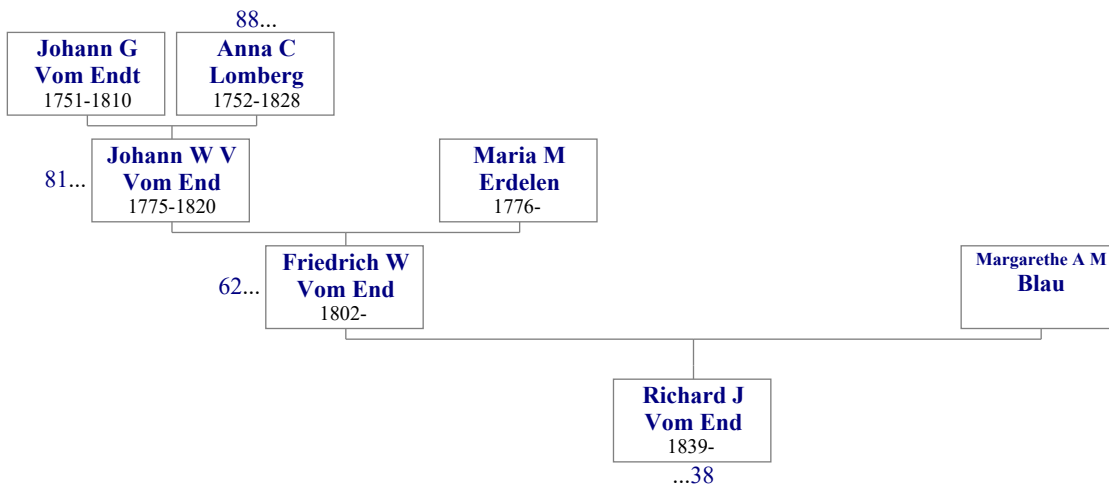 88...
Johann G
Vom Endt
1751-1810
Anna C
Lomberg
1752-1828
81...
Johann W V
Vom End
1775-1820
Maria M
Erdelen
1776-
62...
Friedrich W
Vom End
1802-
Margarethe A M
Blau
Richard J
Vom End
1839-
...38